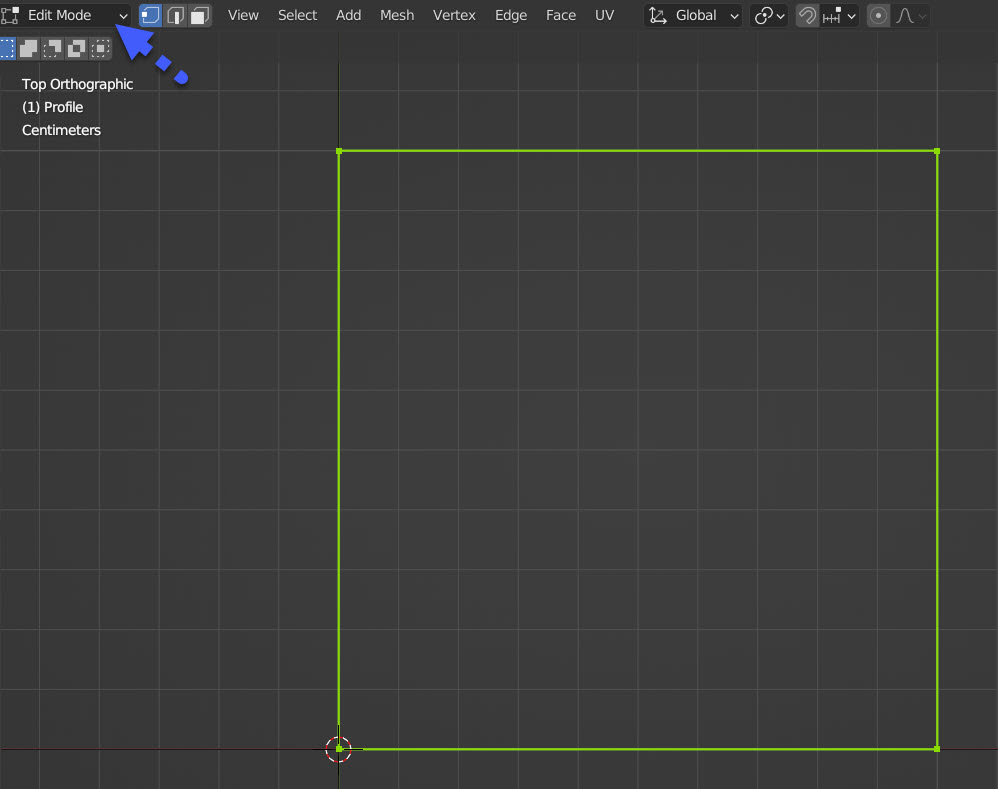 Edit Mode View Select Add Mesh Vertex Edge Face UV Global
Top Orthographic
(1) Profile
Centimeters